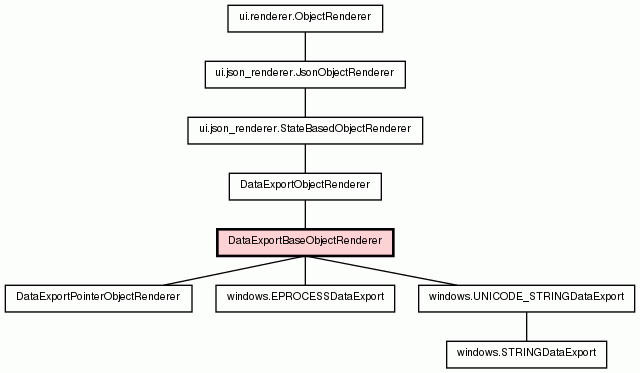 ui.renderer.ObjectRenderer
ui.json_renderer.JsonObjectRenderer
ui.json_renderer.StateBasedObjectRenderer
DataExportObjectRenderer
DataExportBaseObjectRenderer
DataExportPointerObjectRenderer
windows.EPROCESSDataExport
windows.UNICODE_STRINGDataExport
windows.STRINGDataExport